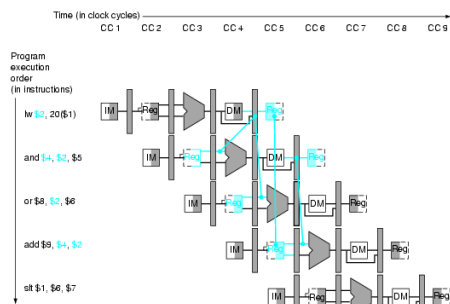 Time (in clock cycles)
CC 1 CC 2 CC 3 CC 4 CC 5 CC 6 CC 7 CC 8 CC 9
Program
execution
order
(in instructions)
lw $2, 20($1)
IM Reg DM Reg
and $4, $2, $5
IM Reg DM Reg
or $8, $2, $6
IM Reg DM Reg
add $9, $4, $2
IM Reg DM Reg
slt $1, $6, $7
IM Reg DM Reg